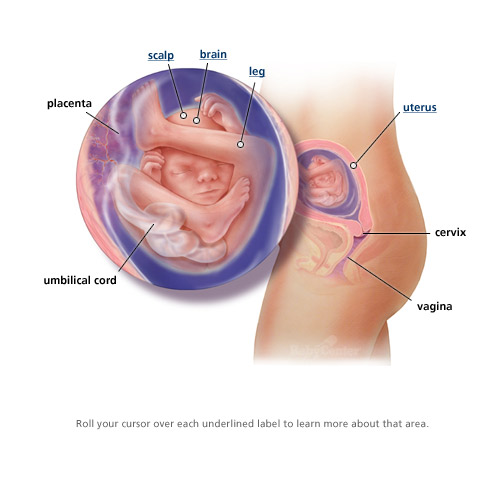 scalp
brain
leg
placenta
uterus
cervix
umbilical cord
vagina
Roll your cursor over each underlined label to learn more about that area.